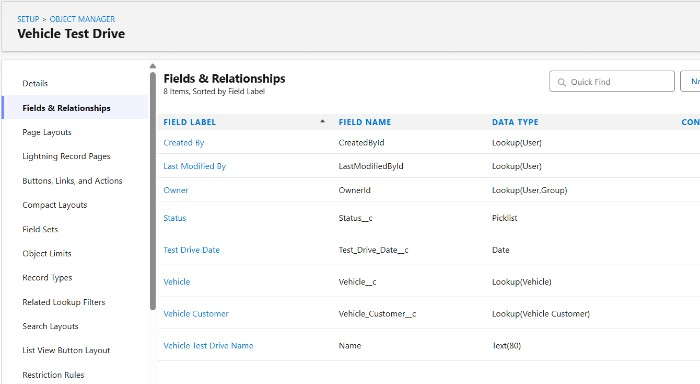 SETUP > OBJECT MANAGER
Vehicle Test Drive
Details
Fields & Relationships
Page Layouts
Lightning Record Pages
Buttons, Links, and Actions
Compact Layouts
Field Sets
Object Limits
Record Types
Related Lookup Filters
Search Layouts
List View Button Layout
Restriction Rules
Fields & Relationships
8 Items, Sorted by Field Label
Quick Find
FIELD LABEL FIELD NAME DATA TYPE
Created By CreatedById Lookup(User)
Last Modified By LastModifiedById Lookup(User)
Owner OwnerId Lookup(User,Group)
Status Status__c Picklist
Test Drive Date Test_Drive_Date__c Date
Vehicle Vehicle__c Lookup(Vehicle)
Vehicle Customer Vehicle_Customer__c Lookup(Vehicle Customer)
Vehicle Test Drive Name Name Text(80)